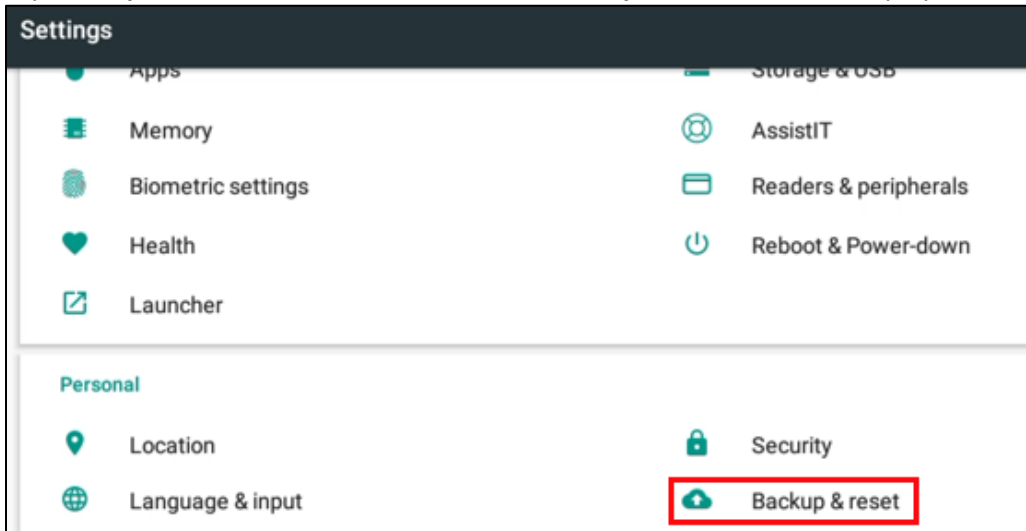 Settings
Apps
Storage & USB
Memory
AssistIT
Biometric settings
Readers & peripherals
Health
Reboot & Power-down
Launcher
Personal
Location
Security
Language & input
Backup & reset